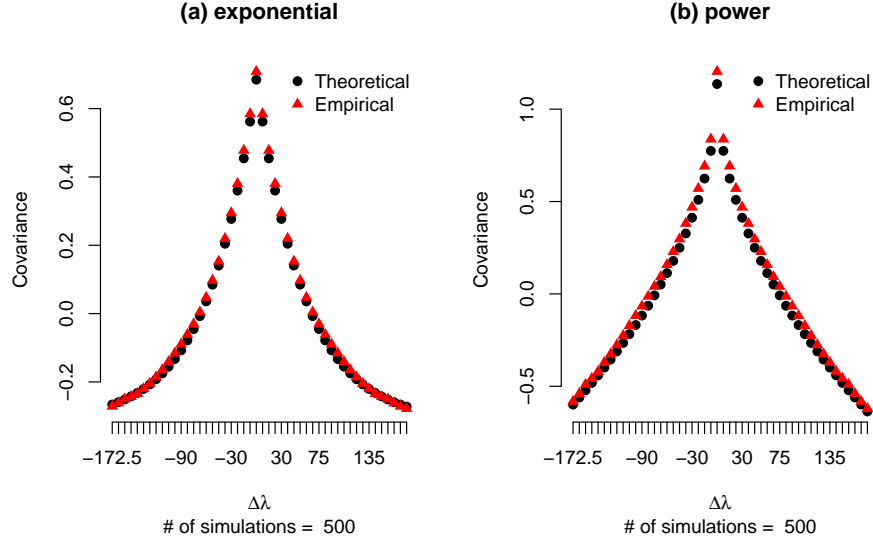 (a) exponential
Theoretical
Empirical
Covariance
0.6
0.4
0.2
0.0
−0.2
−172.5 −90 −30 30 75 135
Δλ
# of simulations = 500
(b) power
Theoretical
Empirical
Covariance
1.0
0.5
0.0
−0.5
−172.5 −90 −30 30 75 135
Δλ
# of simulations = 500